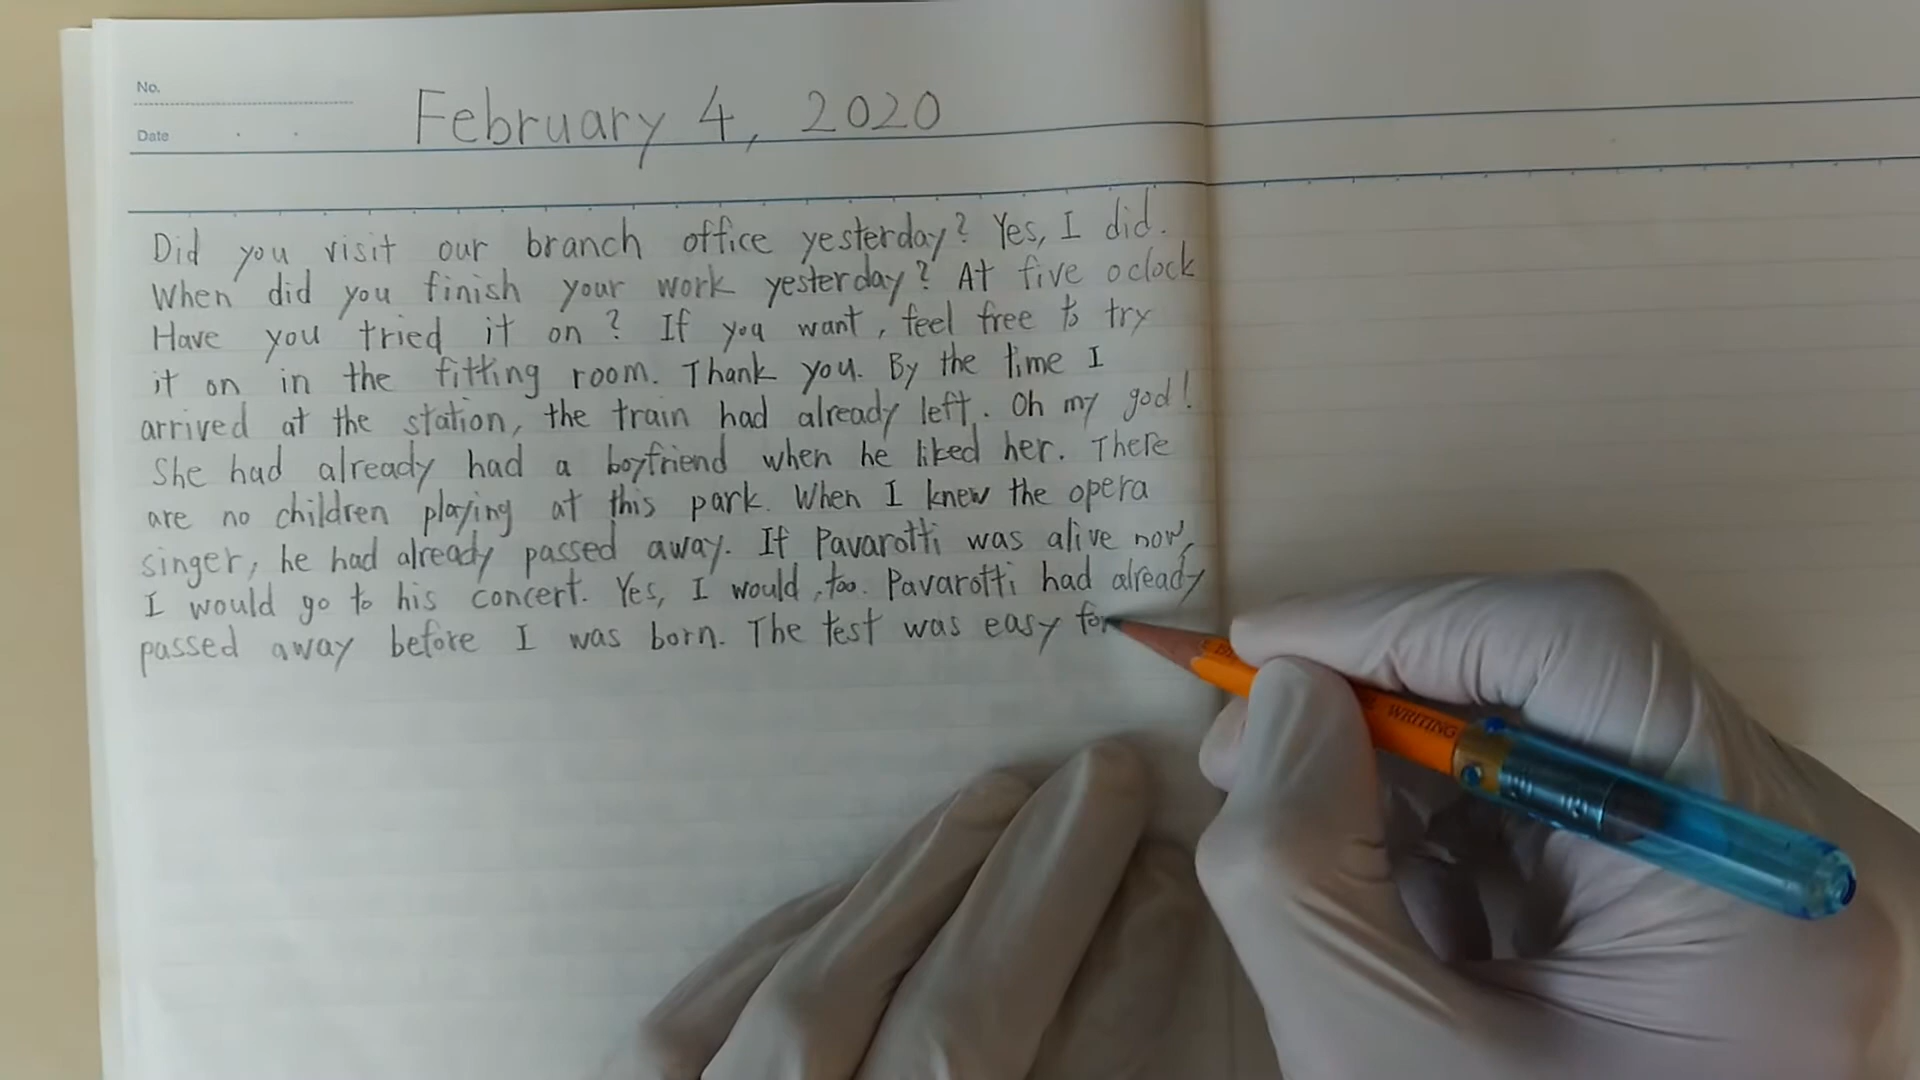 No.
Date
February 4, 2020
Did you visit our branch office yesterday? Yes, I did.
When did you finish your work yesterday? At five oclock
Have you tried it on? If you want, feel free to try
it on in the fitting room. Thank you. By the time I
arrived at the station, the train had already left. Oh my god!
She had already had a boyfriend when he liked her. There
are no children playing at this park. When I knew the opera
singer, he had already passed away. If Pavarotti was alive now,
I would go to his concert. Yes, I would, too. Pavarotti had already
passed away before I was born. The test was easy for
WRITING